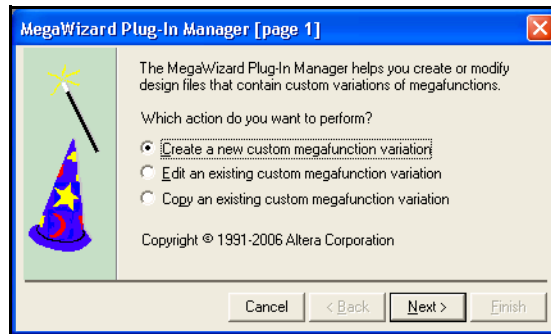 MegaWizard Plug-In Manager [page 1]
The MegaWizard Plug-In Manager helps you create or modify
design files that contain custom variations of megafunctions.
Which action do you want to perform?
Create a new custom megafunction variation
Edit an existing custom megafunction variation
Copy an existing custom megafunction variation
Copyright © 1991-2006 Altera Corporation
Cancel < Back Next > Finish